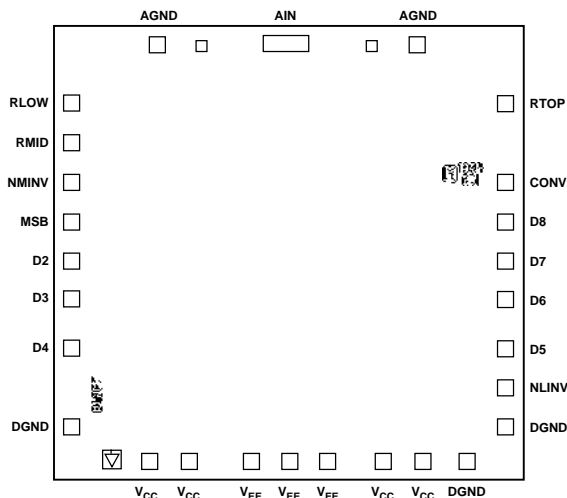 AGND AIN AGND
RLOW RTOP
RMID
NMINV CONV
MSB D8
D2 D7
D3 D6
D4 D5
NLINV
DGND DGND
VCC VCC VEE VEE VEE VCC VCC DGND